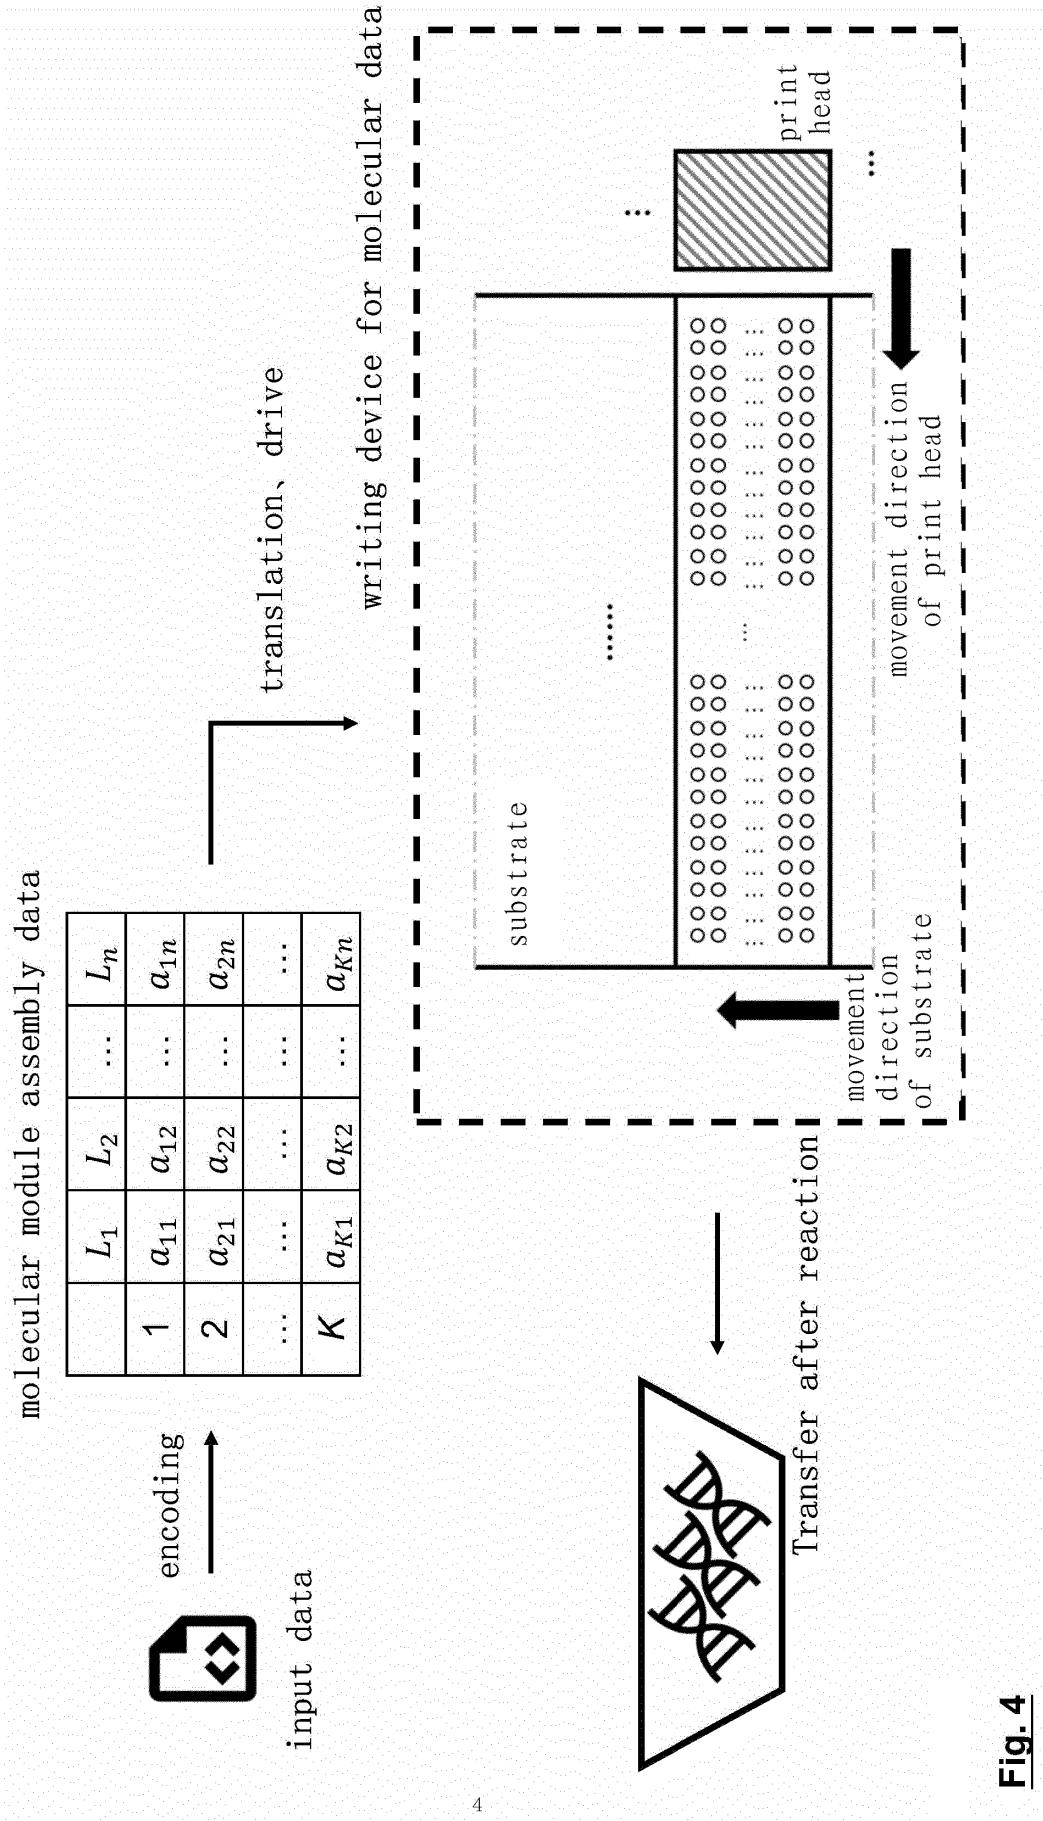 molecular module assembly data
encoding
input data
L1 L2 ... Ln
1 a11 a12 ... a1n
2 a21 a22 ... a2n
... ... ... ... ...
K aK1 aK2 ... aKn
translation、drive
writing device for molecular data
substrate
......
...
print
head
...
...
movement
direction
of substrate
movement direction
of print head
Transfer after reaction
Fig. 4
4